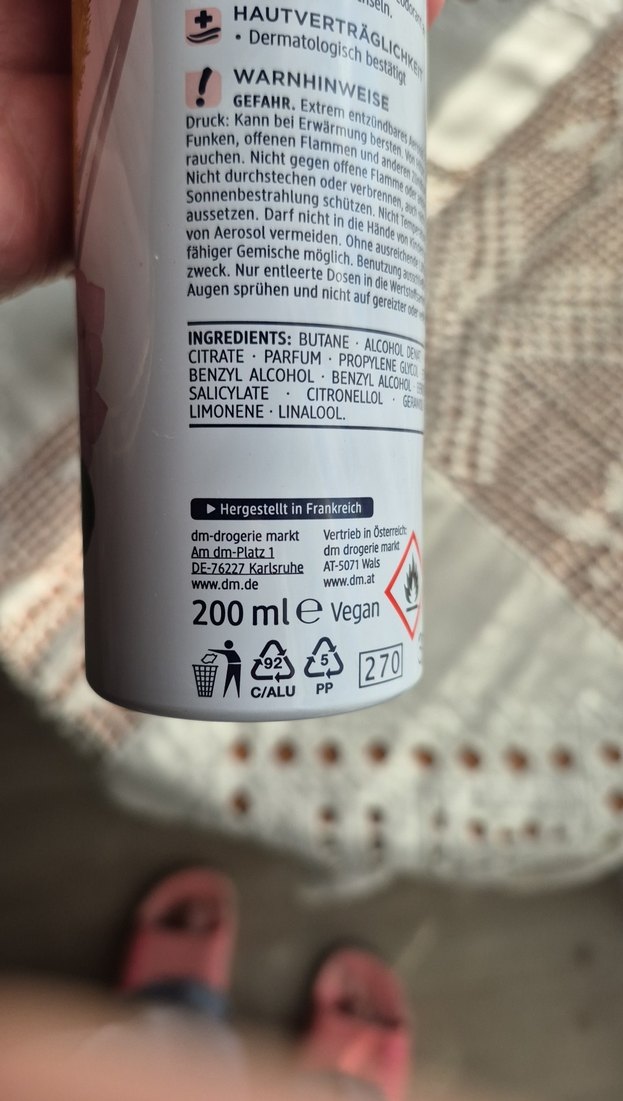 nseln.
HAUTVERTRÄGLICHKEIT
• Dermatologisch bestätigt
WARNHINWEISE
GEFAHR. Extrem entzündbares
Druck: Kann bei Erwärmung bersten. Von
Funken, offenen Flammen und anderen
rauchen. Nicht gegen offene Flamme oder
Nicht durchstechen oder verbrennen, auch
Sonnenbestrahlung schützen. Nicht
aussetzen. Darf nicht in die Hände von
von Aerosol vermeiden. Ohne ausreichende
fähiger Gemische möglich. Benutzung
zweck. Nur entleerte Dosen in die
Augen sprühen und nicht auf gereizter oder
INGREDIENTS: BUTANE · ALCOHOL DENAT
CITRATE · PARFUM · PROPYLENE GLYCOL
BENZYL ALCOHOL · BENZYL ALCOHOL ·
SALICYLATE · CITRONELLOL · GERAN
LIMONENE · LINALOOL.
Hergestellt in Frankreich
dm-drogerie markt
Am dm-Platz 1
DE-76227 Karlsruhe
www.dm.de
Vertrieb in Österreich:
dm drogerie markt
AT-5071 Wals
www.dm.at
200 ml ℮ Vegan
92
C/ALU
5
PP
270